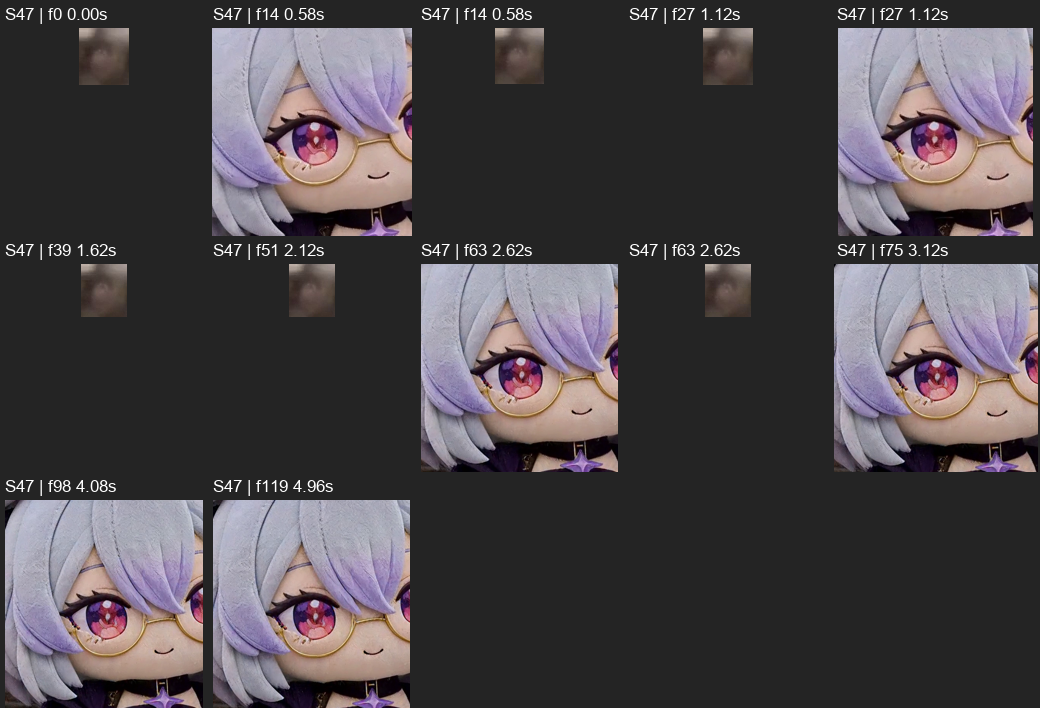 S47 | f0 0.00s
S47 | f14 0.58s
S47 | f14 0.58s
S47 | f27 1.12s
S47 | f27 1.12s
S47 | f39 1.62s
S47 | f51 2.12s
S47 | f63 2.62s
S47 | f63 2.62s
S47 | f75 3.12s
S47 | f98 4.08s
S47 | f119 4.96s